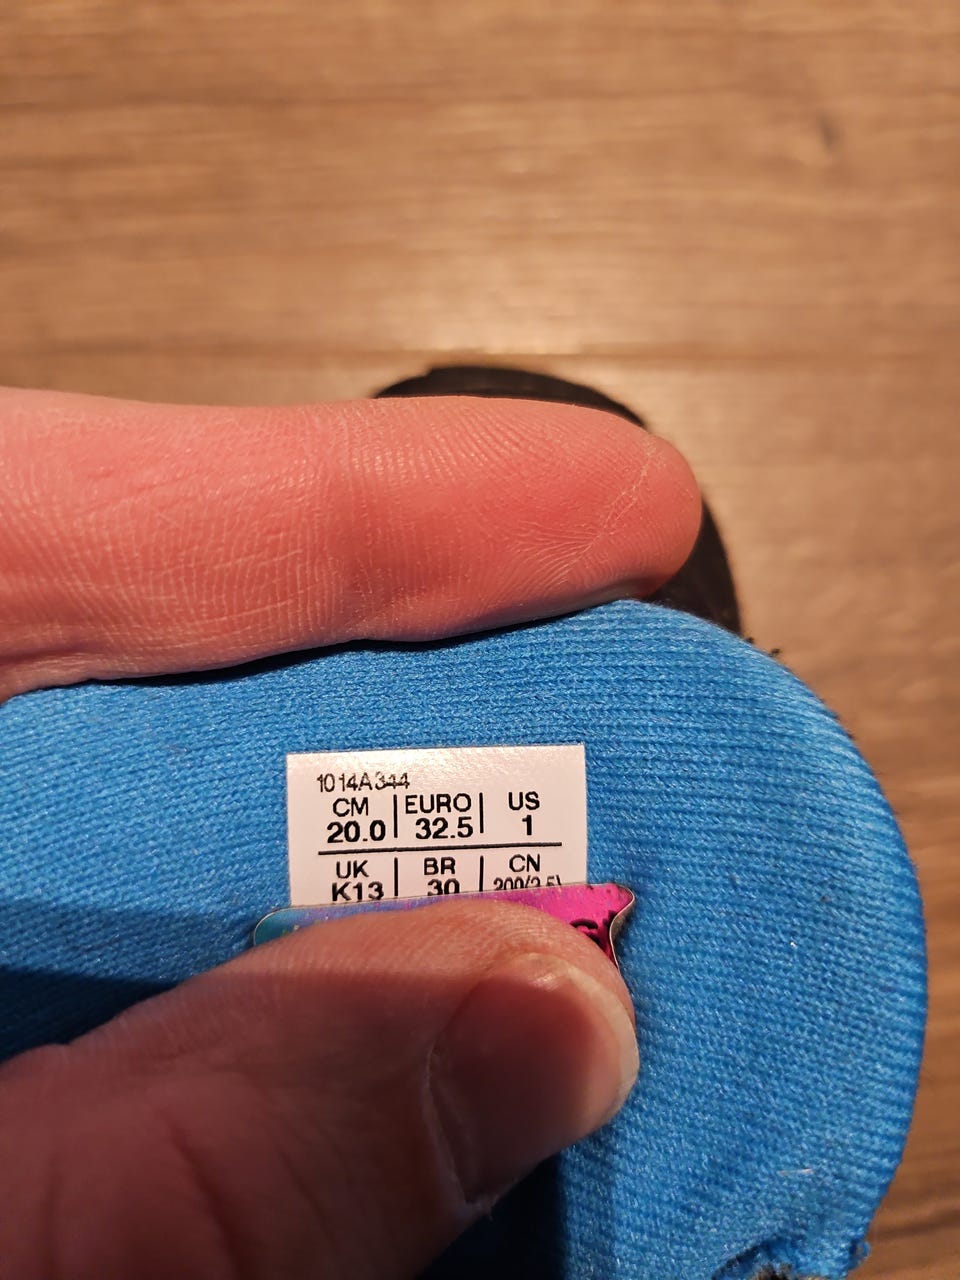 1014A344
CM | EURO | US
20.0 | 32.5 | 1
UK | BR | CN
K13 | 30